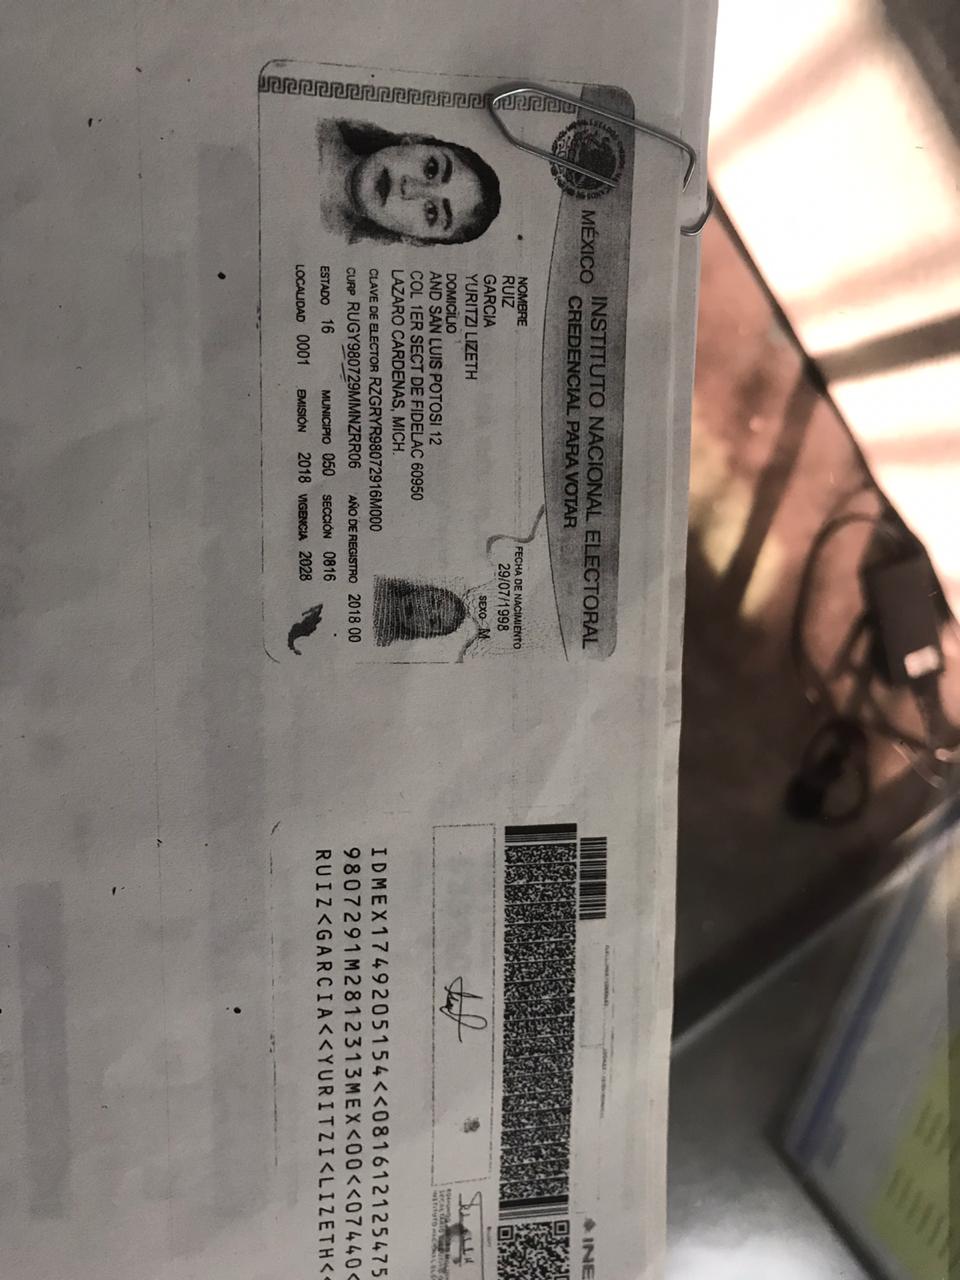 MÉXICO INSTITUTO NACIONAL ELECTORAL
CREDENCIAL PARA VOTAR
NOMBRE
RUIZ
GARCIA
YURITZI LIZETH
FECHA DE NACIMIENTO
29/07/1998
SEXO M
DOMICILIO
AND SAN LUIS POTOSI 12
COL 1ER SECT DE FIDELAC 60950
LAZARO CARDENAS, MICH.
CLAVE DE ELECTOR RZGRYR98072916M000
CURP RUGY980729MMNZRR06 AÑO DE REGISTRO 2018 00
ESTADO 16 MUNICIPIO 050 SECCIÓN 0816
LOCALIDAD 0001 EMISIÓN 2018 VIGENCIA 2028
INE
IDMEX1749205154<<081612125475
9807291M2812313MEX<00<<07440<
RUIZ<GARCIA<<YURITZI<LIZETH<